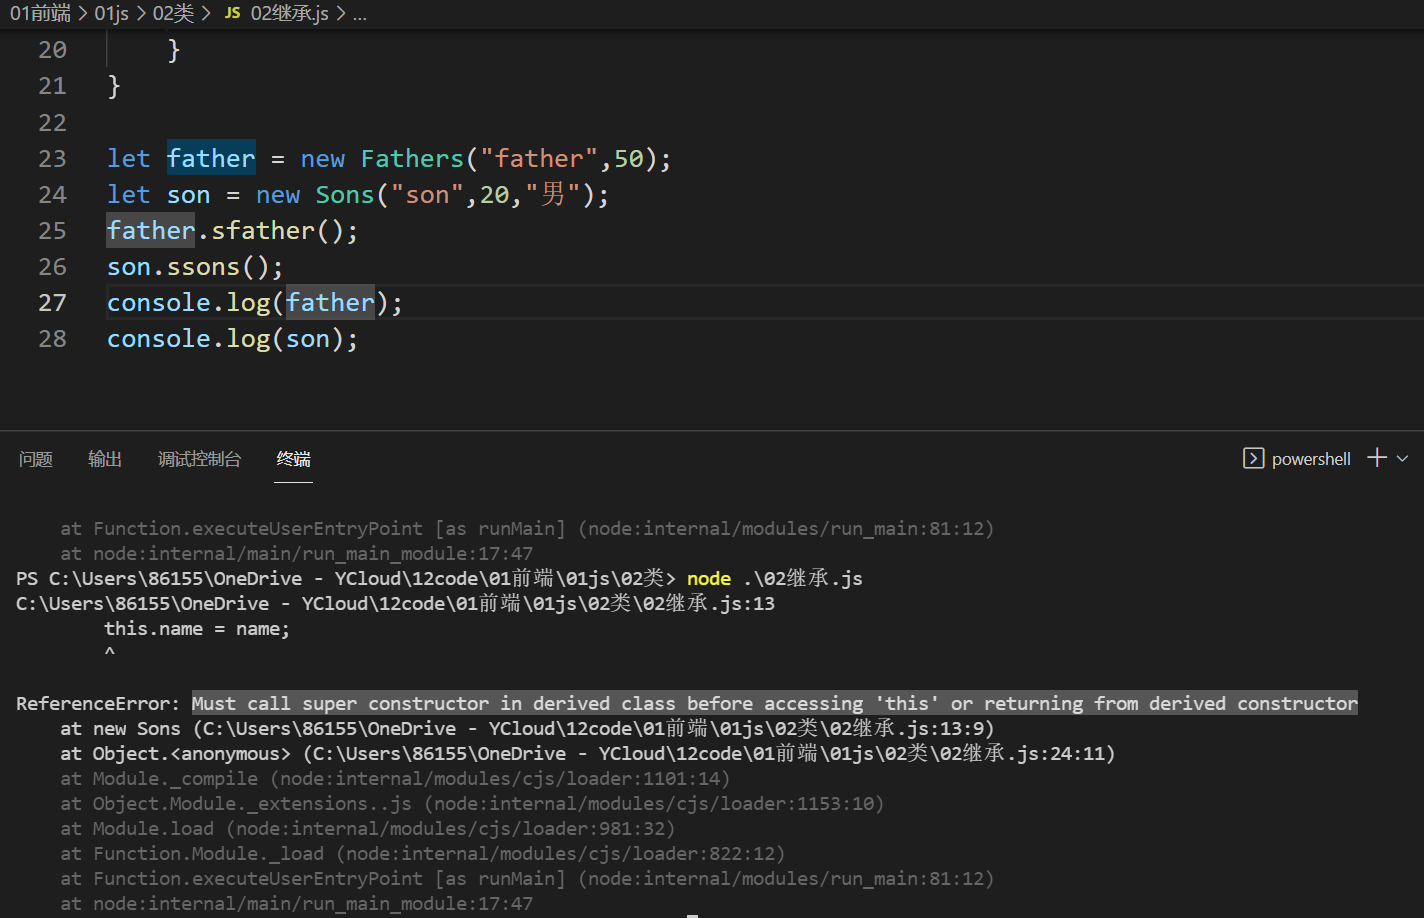 01前端 > 01js > 02类 > JS 02继承.js > ...
20 }
21 }
22
23 let father = new Fathers("father",50);
24 let son = new Sons("son",20,"男");
25 father.sfather();
26 son.ssons();
27 console.log(father);
28 console.log(son);
问题 输出 调试控制台 终端 powershell
at Function.executeUserEntryPoint [as runMain] (node:internal/modules/run_main:81:12)
at node:internal/main/run_main_module:17:47
PS C:\Users\86155\OneDrive - YCloud\12code\01前端\01js\02类> node .\02继承.js
C:\Users\86155\OneDrive - YCloud\12code\01前端\01js\02类\02继承.js:13
this.name = name;
^
ReferenceError: Must call super constructor in derived class before accessing 'this' or returning from derived constructor
at new Sons (C:\Users\86155\OneDrive - YCloud\12code\01前端\01js\02类\02继承.js:13:9)
at Object.<anonymous> (C:\Users\86155\OneDrive - YCloud\12code\01前端\01js\02类\02继承.js:24:11)
at Module._compile (node:internal/modules/cjs/loader:1101:14)
at Object.Module._extensions..js (node:internal/modules/cjs/loader:1153:10)
at Module.load (node:internal/modules/cjs/loader:981:32)
at Function.Module._load (node:internal/modules/cjs/loader:822:12)
at Function.executeUserEntryPoint [as runMain] (node:internal/modules/run_main:81:12)
at node:internal/main/run_main_module:17:47